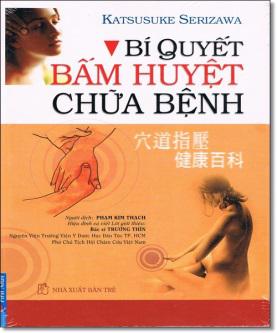 KATSUSUKE SERIZAWA
BÍ QUYẾT
BẤM HUYỆT
CHỮA BỆNH
穴道指壓
健康百科
Người dịch: PHẠM KIM THẠCH
Hiệu đính và viết Lời giới thiệu:
Bác sĩ TRƯƠNG THÌN
Nguyên Viện Trưởng Viện Y Dược Học Dân Tộc TP. HCM
Phó Chủ Tịch Hội Châm Cứu Việt Nam
NHÀ XUẤT BẢN TRẺ